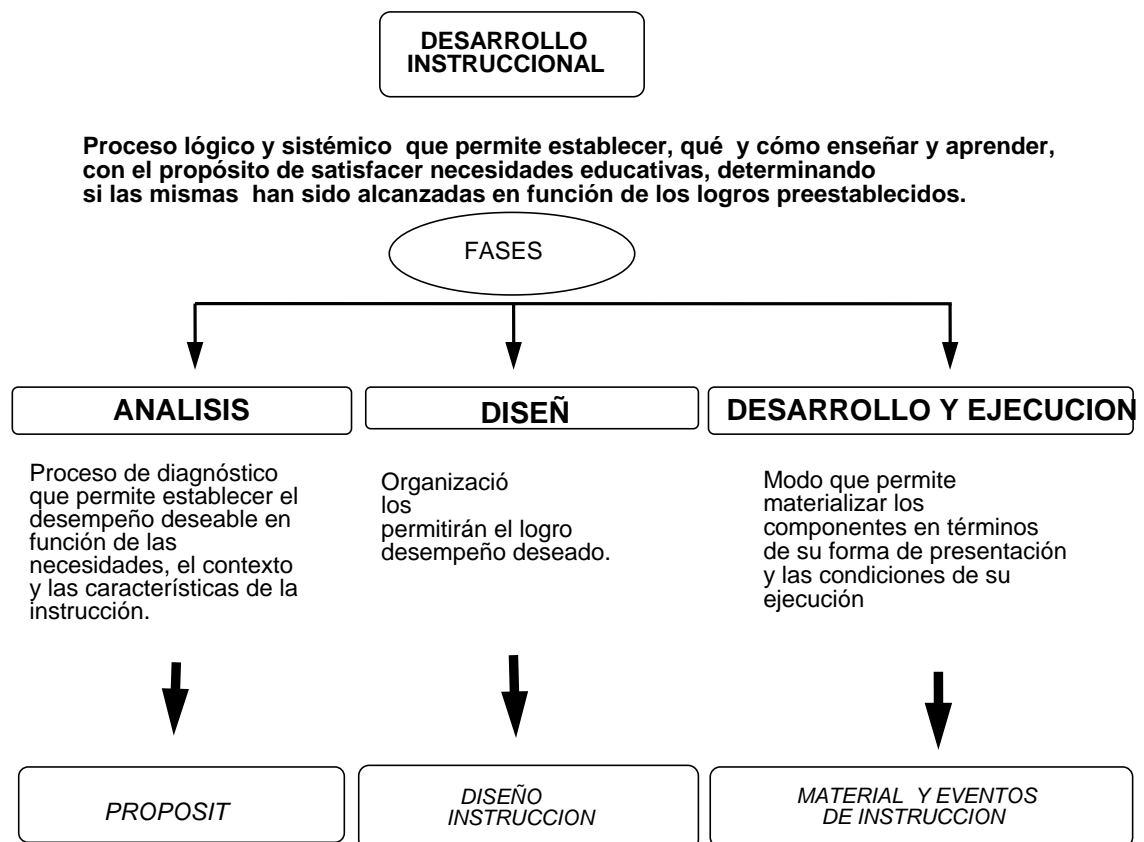 DESARROLLO
INSTRUCCIONAL
Proceso lógico y sistémico que permite establecer, qué y cómo enseñar y aprender,
con el propósito de satisfacer necesidades educativas, determinando
si las mismas han sido alcanzadas en función de los logros preestablecidos.
FASES
ANALISIS
Proceso de diagnóstico
que permite establecer el
desempeño deseable en
función de las
necesidades, el contexto
y las características de la
instrucción.
PROPOSIT
DISEÑ
Organizació
los
permitirán el logro
desempeño deseado.
DISEÑO
INSTRUCCION
DESARROLLO Y EJECUCION
Modo que permite
materializar los
componentes en términos
de su forma de presentación
y las condiciones de su
ejecución
MATERIAL Y EVENTOS
DE INSTRUCCION